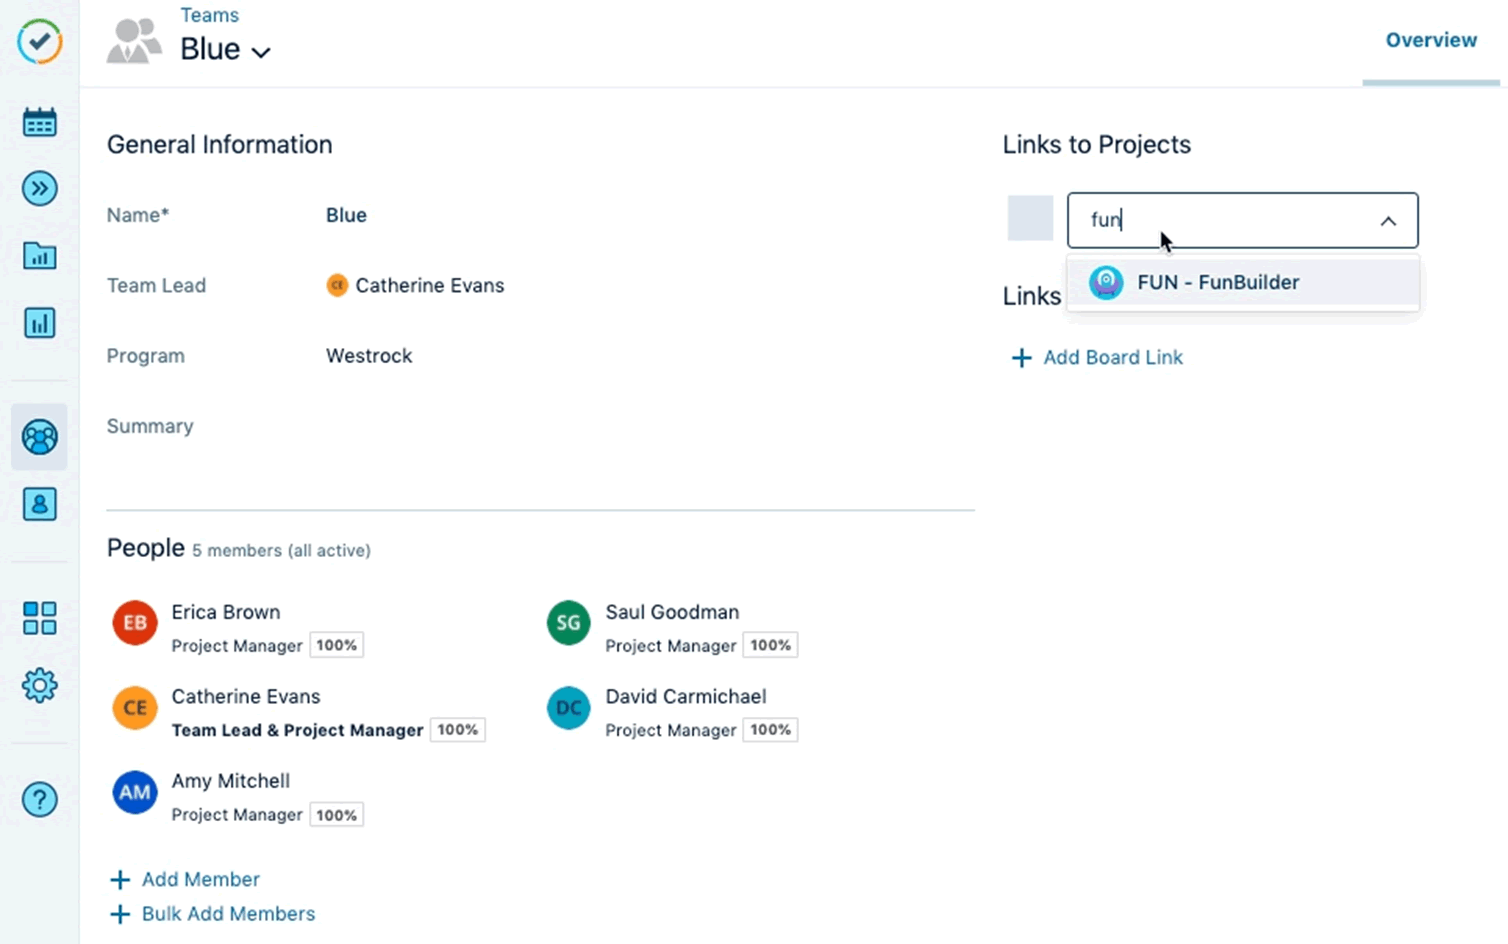 Teams
Blue
Overview
General Information
Name* Blue
Team Lead CE Catherine Evans
Program Westrock
Summary
Links to Projects
fun
FUN - FunBuilder
Links
+ Add Board Link
People 5 members (all active)
EB Erica Brown
Project Manager 100%
SG Saul Goodman
Project Manager 100%
CE Catherine Evans
Team Lead & Project Manager 100%
DC David Carmichael
Project Manager 100%
AM Amy Mitchell
Project Manager 100%
+ Add Member
+ Bulk Add Members
?